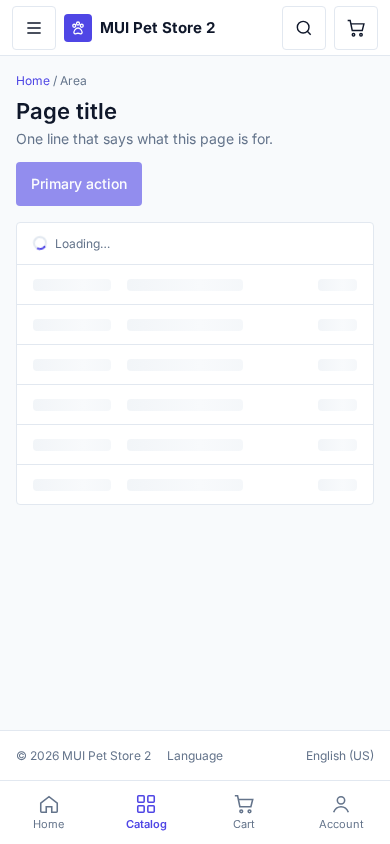 MUI Pet Store 2
Home / Area
Page title
One line that says what this page is for.
Primary action
Loading...
© 2026 MUI Pet Store 2 Language English (US)
Home Catalog Cart Account